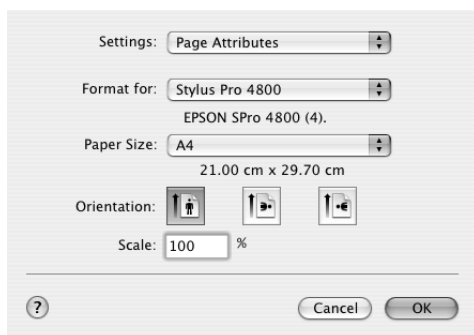 Settings: Page Attributes
Format for: Stylus Pro 4800
EPSON SPro 4800 (4).
Paper Size: A4
21.00 cm x 29.70 cm
Orientation:
Scale: 100 %
? Cancel OK